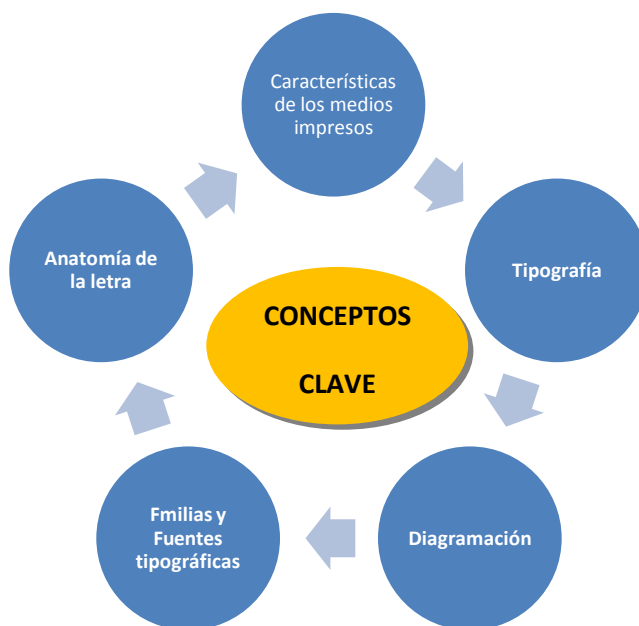 Características
de los medios
impresos
Tipografía
Diagramación
Fmilias y
Fuentes
tipográficas
Anatomía de
la letra
CONCEPTOS
CLAVE